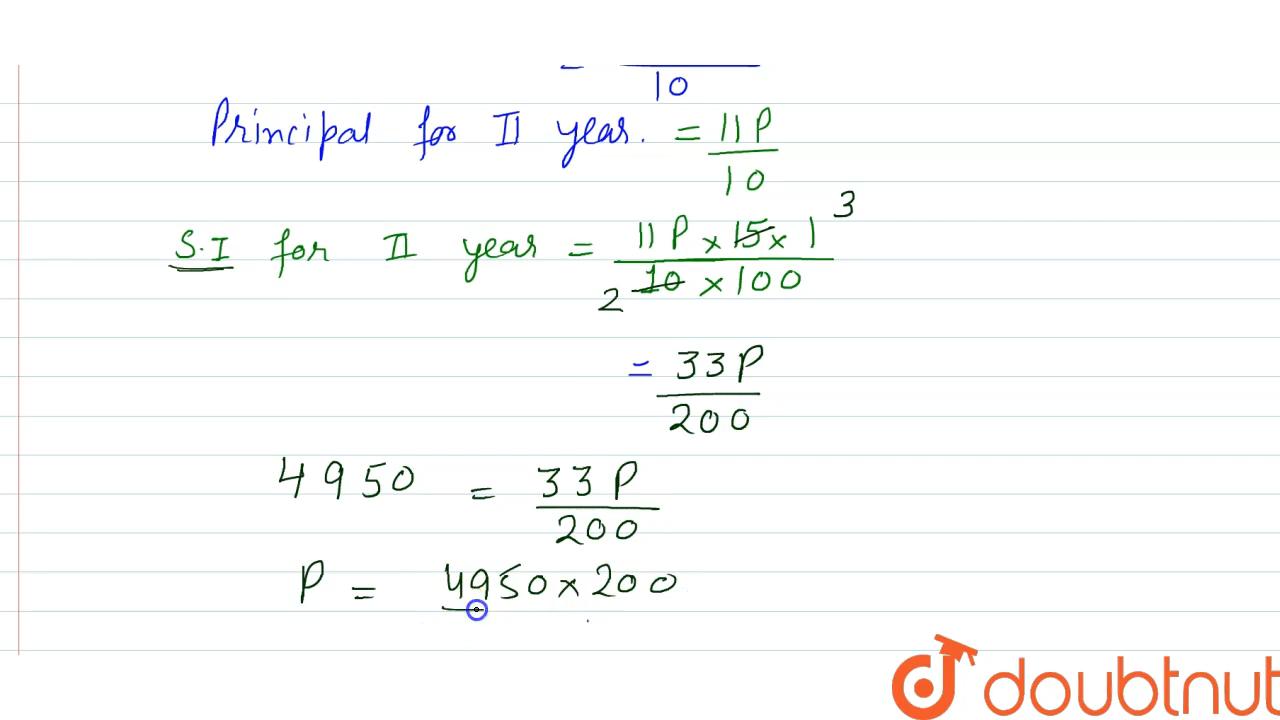 10
Principal for II year. = 11P
10
3
S.I for II year = 11P × 15 × 1
2 10 × 100
= 33P
200
4950 = 33P
200
P = 4950×200
doubtnut